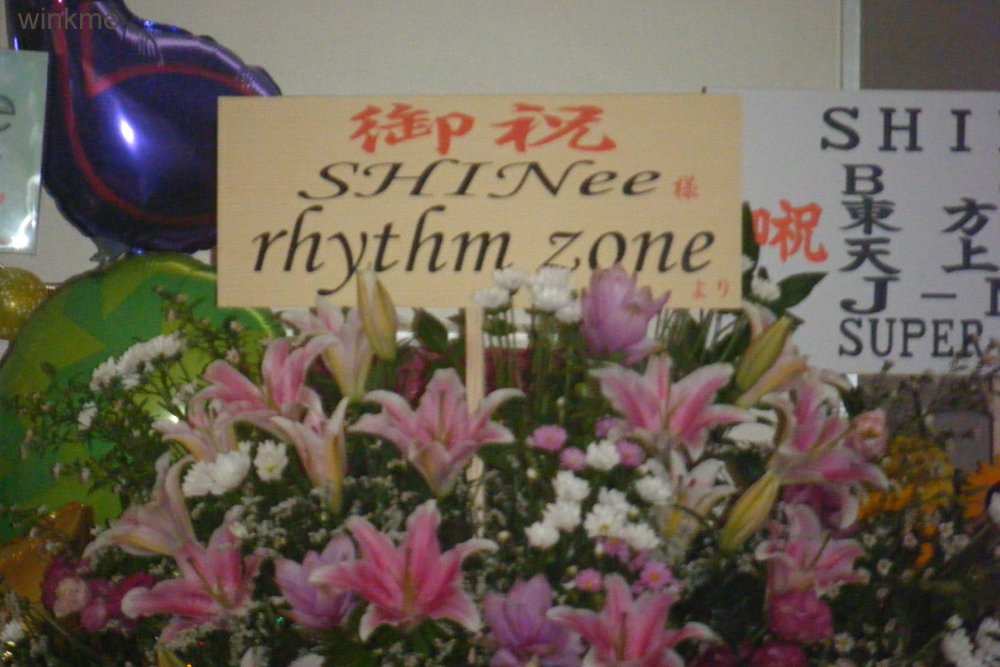 winkme
御祝
SHINee 様
rhythm zone
より
SHI
祝
B
東 方
天 上
J-
SUPER